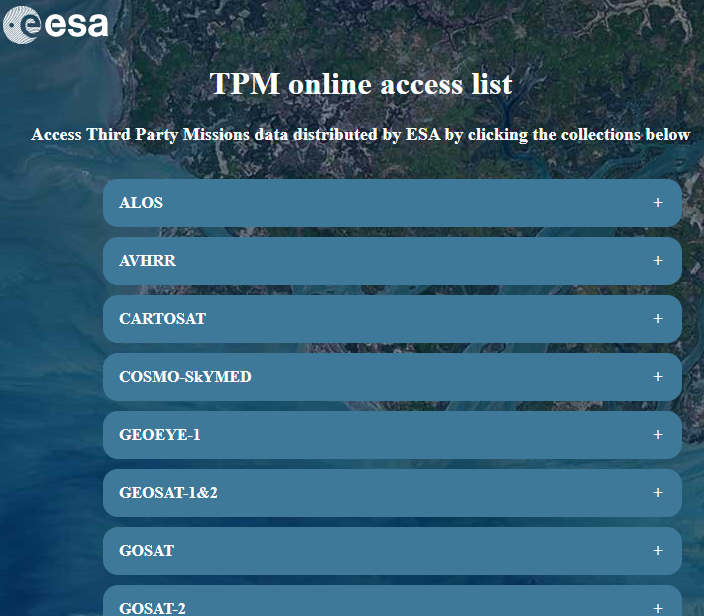 esa
TPM online access list
Access Third Party Missions data distributed by ESA by clicking the collections below
ALOS +
AVHRR +
CARTOSAT +
COSMO-SkYMED +
GEOEYE-1 +
GEOSAT-1&2 +
GOSAT +
GOSAT-2 +